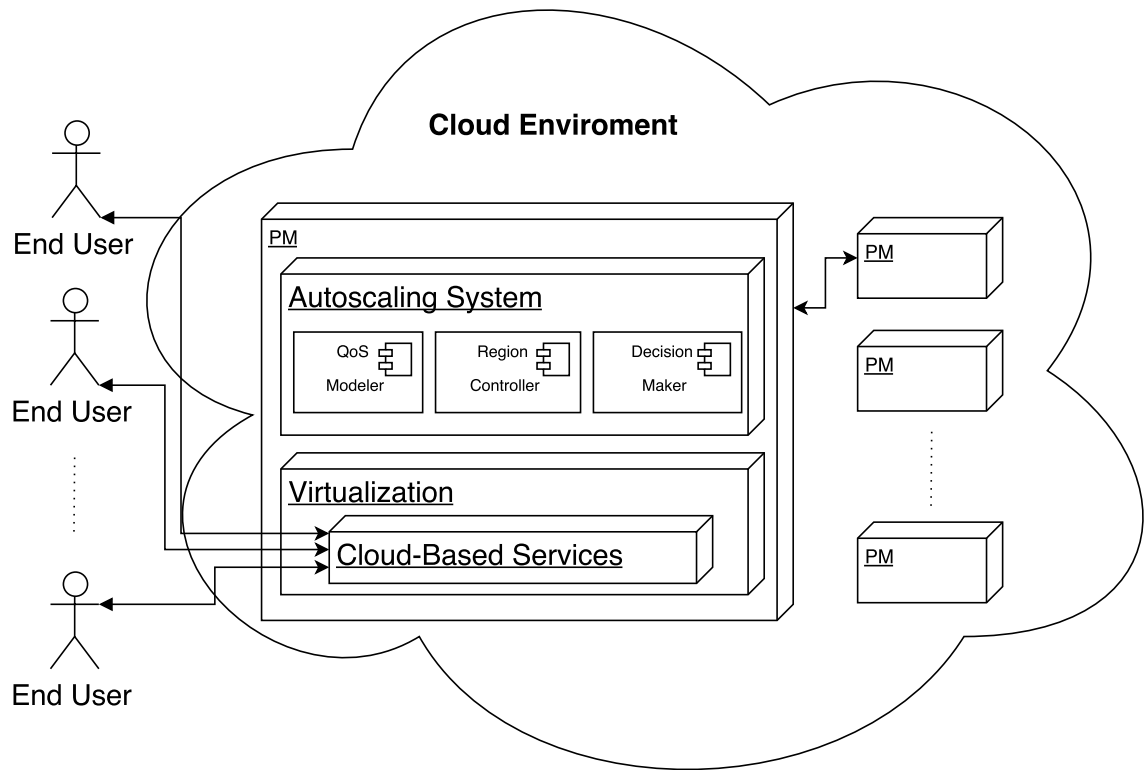 Cloud Enviroment
End User
End User
End User
PM
Autoscaling System
QoS
Modeler
Region
Controller
Decision
Maker
Virtualization
Cloud-Based Services
PM
PM
PM